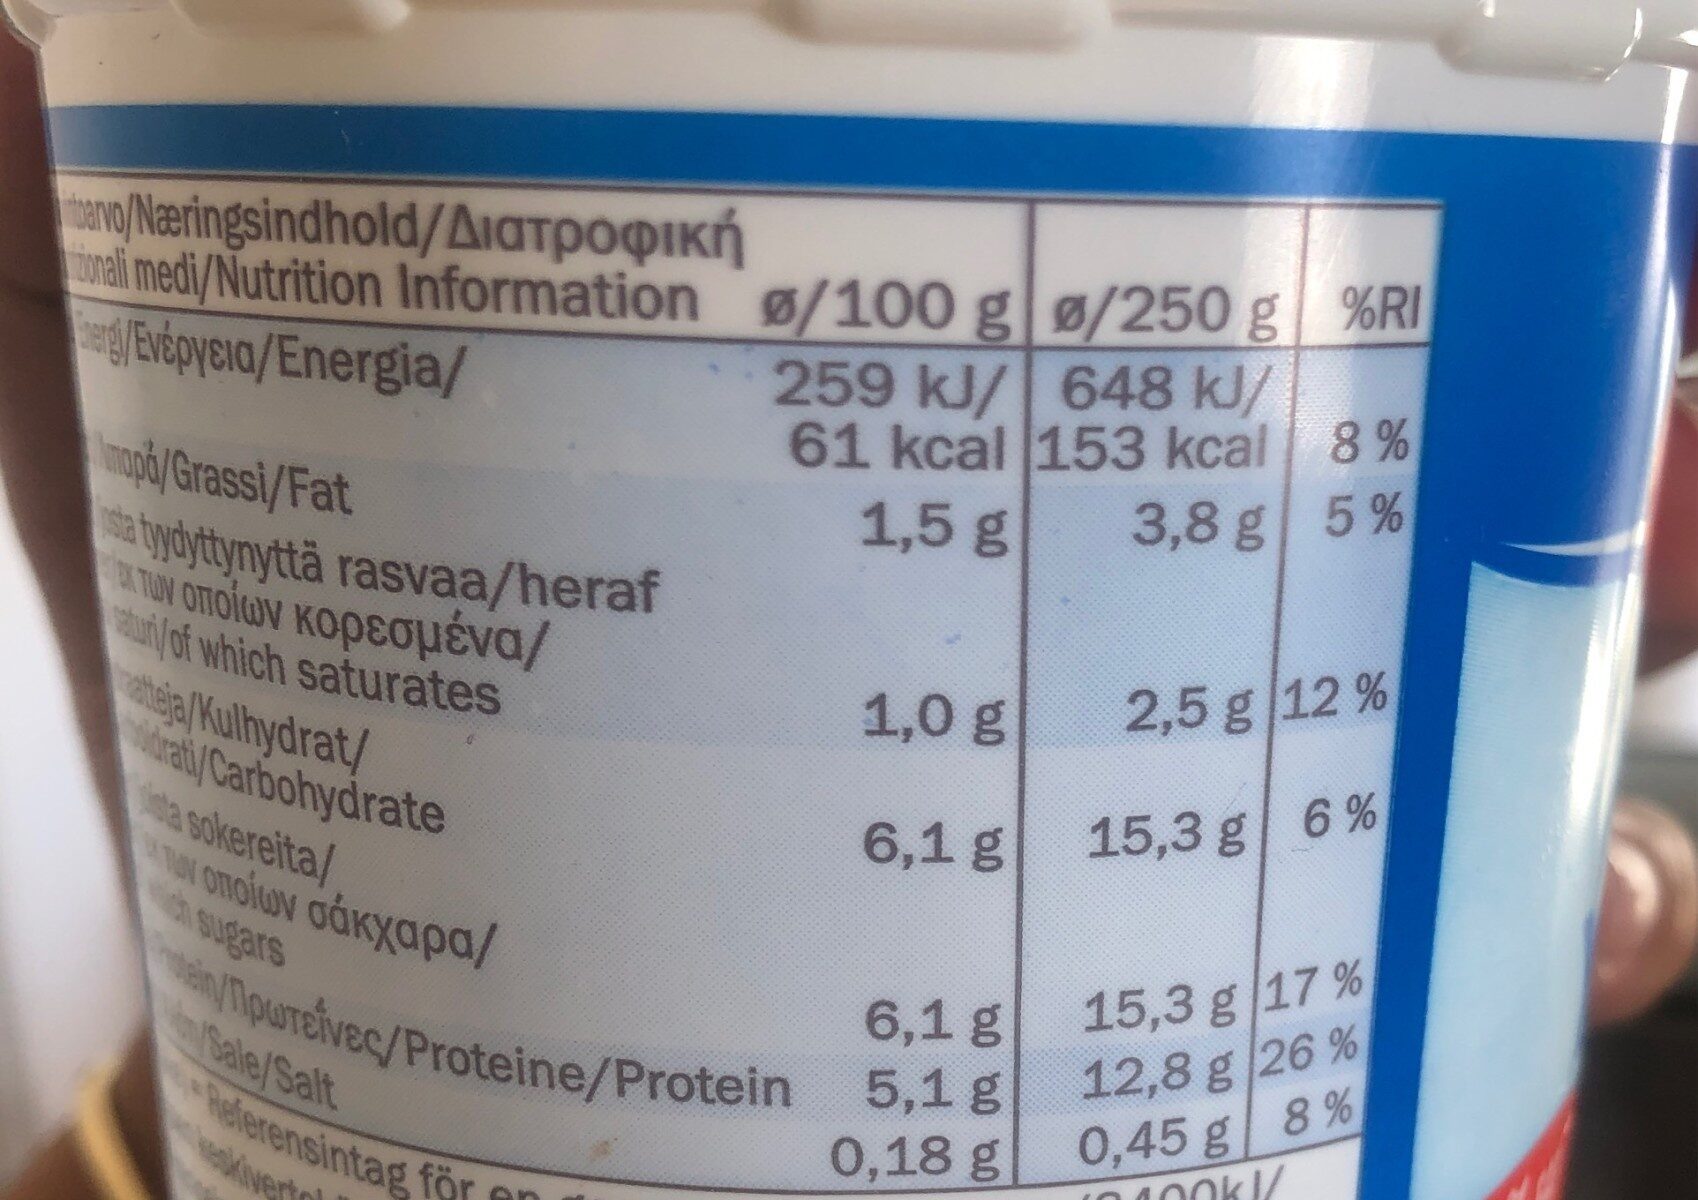 /Næringsindhold/Διατροφική
medi/Nutrition Information ø/100 g ø/250 g %RI
/Ενέργεια/Energia/ 259 kJ/ 648 kJ/
61 kcal 153 kcal 8 %
/Grassi/Fat 1,5 g 3,8 g 5 %
tyydyttynyttä rasvaa/heraf
των οποίων κορεσμένα/
/of which saturates 1,0 g 2,5 g 12 %
/Kulhydrat/
/Carbohydrate 6,1 g 15,3 g 6 %
sokereita/
των οποίων σάκχαρα/
sugars 6,1 g 15,3 g 17 %
/Πρωτεΐνες/Proteine/Protein 5,1 g 12,8 g 26 %
/Sale/Salt 0,18 g 0,45 g 8 %
= Referensintag för en